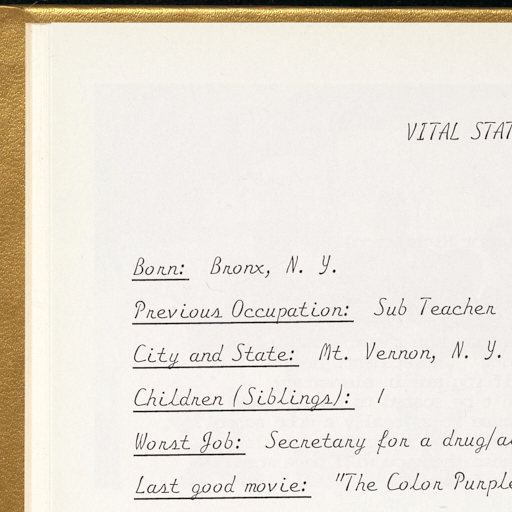 VITAL STAT
Born: Bronx, N. Y.
Previous Occupation: Sub Teacher
City and State: Mt. Vernon, N. Y.
Children (Siblings): 1
Worst Job: Secretary for a drug/a
Last good movie: "The Color Purple